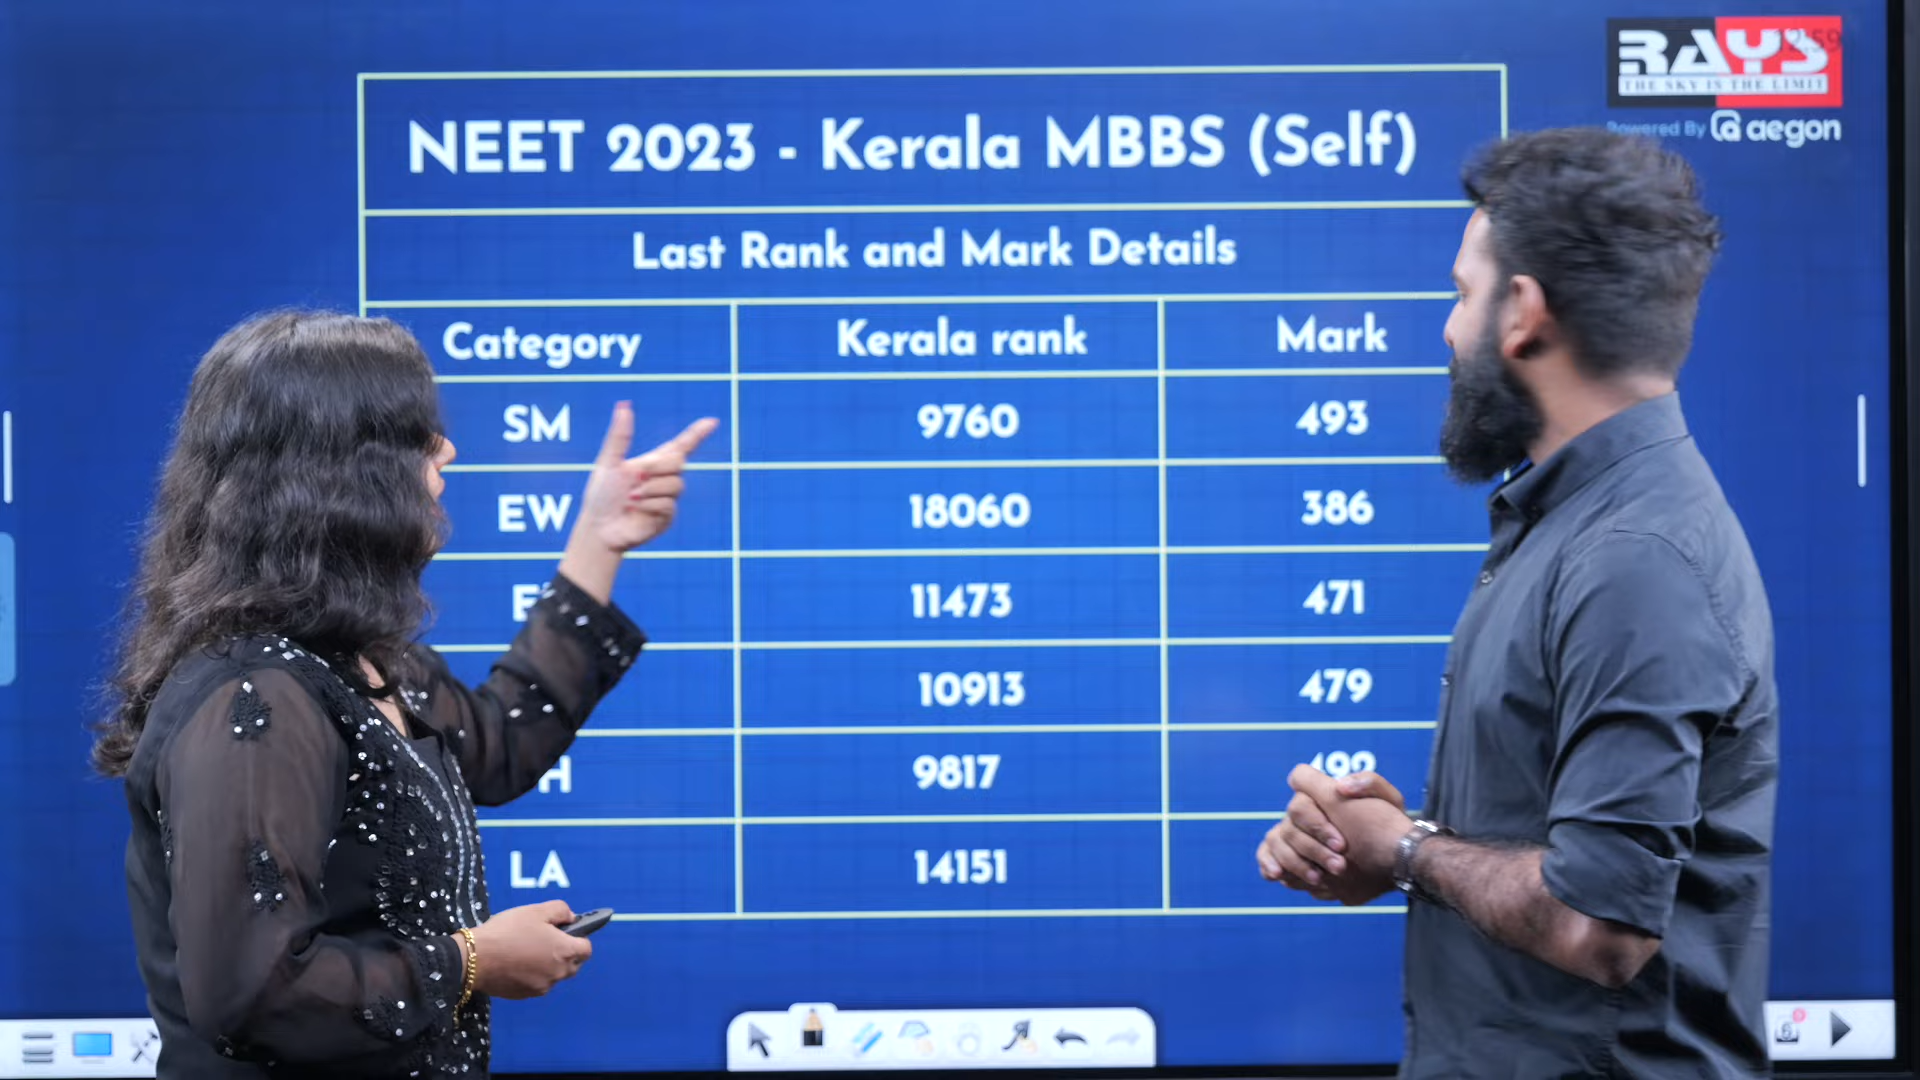 RAYS
THE SKY IS THE LIMIT
Powered By aegon
NEET 2023 - Kerala MBBS (Self)
Last Rank and Mark Details
Category Kerala rank Mark
SM 9760 493
EW 18060 386
11473 471
10913 479
9817 492
LA 14151